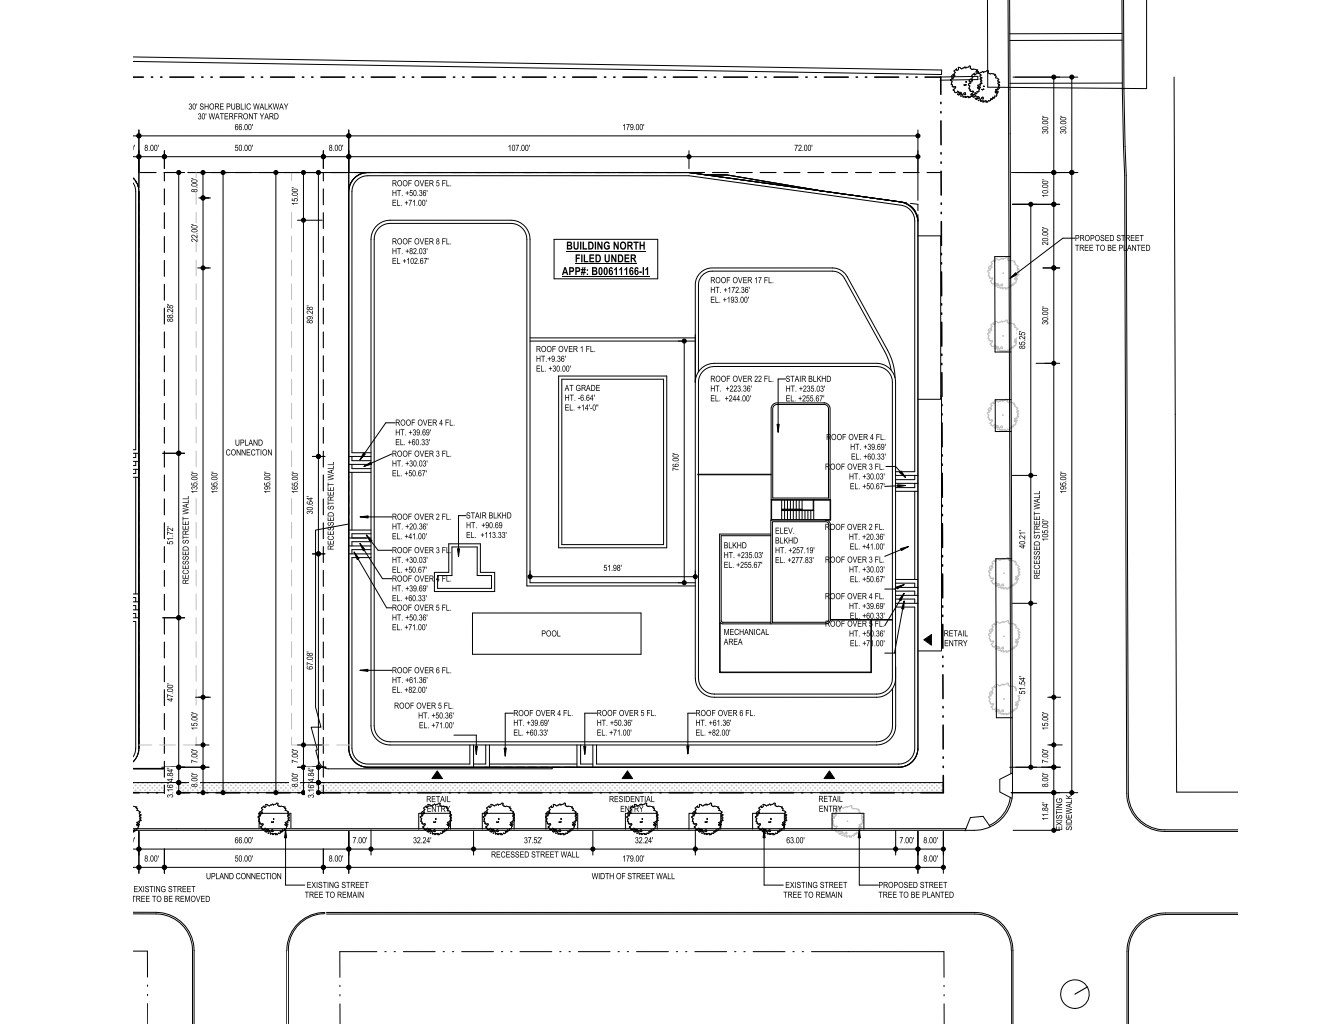 30' SHORE PUBLIC WALKWAY
30' WATERFRONT YARD
66.00'
179.00'
8.00'
50.00'
8.00'
107.00'
72.00'
30.00'
30.00'
10.00'
20.00'
30.00'
85.25'
195.00'
105.00'
40.21'
RECESSED STREET WALL
51.54'
15.00'
7.00'
8.00'
11.84'
EXISTING
SIDEWALK
PROPOSED STREET
TREE TO BE PLANTED
8.00'
22.00'
15.00'
88.28'
89.28'
135.00'
195.00'
195.00'
165.00'
30.64'
51.72'
RECESSED STREET WALL
RECESSED STREET WALL
47.00'
67.08'
15.00'
7.00'
7.00'
8.00'
8.00'
3.16'
4.84'
3.16'
4.84'
UPLAND
CONNECTION
ROOF OVER 5 FL.
HT. +50.36'
EL. +71.00'
ROOF OVER 8 FL.
HT. +82.03'
EL +102.67'
BUILDING NORTH
FILED UNDER
APP#: B00611166-I1
ROOF OVER 17 FL.
HT. +172.36'
EL. +193.00'
ROOF OVER 1 FL.
HT.+9.36'
EL. +30.00'
AT GRADE
HT. -6.64'
EL. +14'-0"
76.00'
51.98'
ROOF OVER 22 FL.
HT. +223.36'
EL. +244.00'
STAIR BLKHD
HT. +235.03'
EL. +255.67'
ROOF OVER 4 FL.
HT. +39.69'
EL. +60.33'
ROOF OVER 3 FL.
HT. +30.03'
EL. +50.67'
ROOF OVER 4 FL.
HT. +39.69'
EL. +60.33'
ROOF OVER 3 FL.
HT. +30.03'
EL. +50.67'
ROOF OVER 2 FL.
HT. +20.36'
EL. +41.00'
ROOF OVER 3 FL.
HT. +30.03'
EL. +50.67'
ROOF OVER 4 FL.
HT. +39.69'
EL. +60.33'
ROOF OVER 5 FL.
HT. +50.36'
EL. +71.00'
STAIR BLKHD
HT. +90.69
EL. +113.33'
BLKHD
HT. +235.03'
EL. +255.67'
ELEV.
BLKHD
HT. +257.19'
EL. +277.83'
ROOF OVER 2 FL.
HT. +20.36'
EL. +41.00'
ROOF OVER 3 FL.
HT. +30.03'
EL. +50.67'
ROOF OVER 4 FL.
HT. +39.69'
EL. +60.33'
ROOF OVER 5 FL.
HT. +50.36'
EL. +71.00'
MECHANICAL
AREA
POOL
RETAIL
ENTRY
ROOF OVER 6 FL.
HT. +61.36'
EL. +82.00'
ROOF OVER 5 FL.
HT. +50.36'
EL. +71.00'
ROOF OVER 4 FL.
HT. +39.69'
EL. +60.33'
ROOF OVER 5 FL.
HT. +50.36'
EL. +71.00'
ROOF OVER 6 FL.
HT. +61.36'
EL. +82.00'
RETAIL
ENTRY
RESIDENTIAL
ENTRY
RETAIL
ENTRY
66.00'
7.00'
32.24'
37.52'
32.24'
63.00'
7.00'
8.00'
RECESSED STREET WALL
8.00'
50.00'
8.00'
179.00'
8.00'
UPLAND CONNECTION
WIDTH OF STREET WALL
EXISTING STREET
TREE TO BE REMOVED
EXISTING STREET
TREE TO REMAIN
EXISTING STREET
TREE TO REMAIN
PROPOSED STREET
TREE TO BE PLANTED